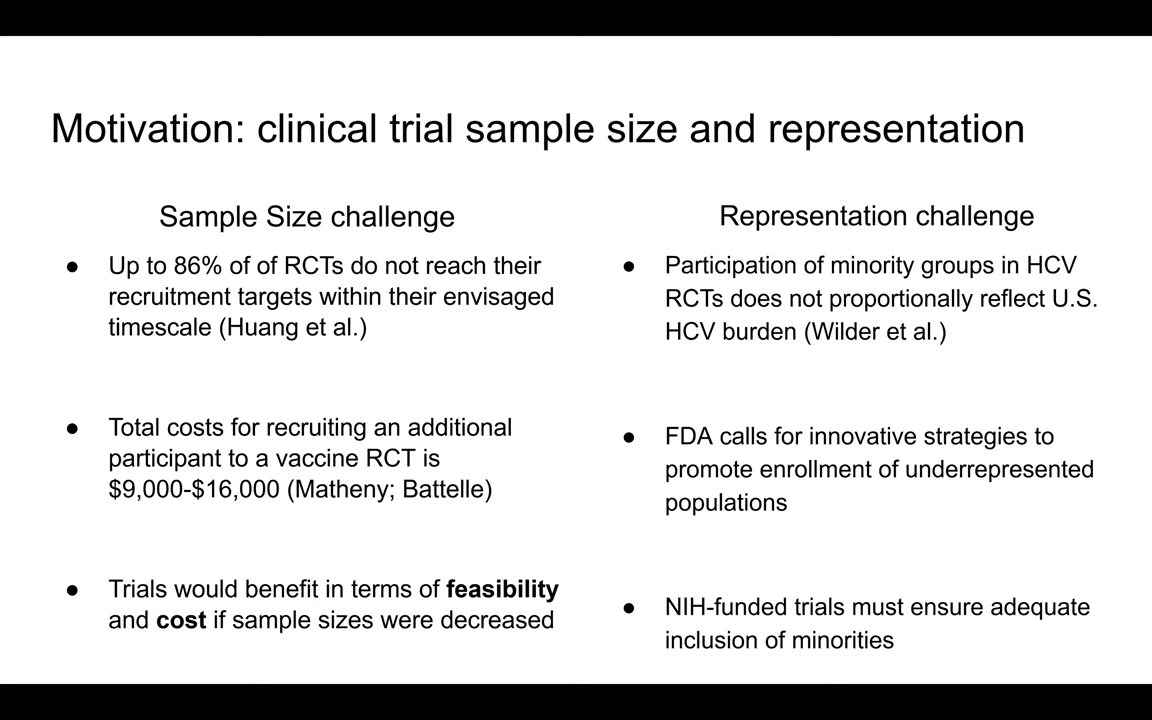 Motivation: clinical trial sample size and representation
Sample Size challenge
● Up to 86% of of RCTs do not reach their
recruitment targets within their envisaged
timescale (Huang et al.)
● Total costs for recruiting an additional
participant to a vaccine RCT is
$9,000-$16,000 (Matheny; Battelle)
● Trials would benefit in terms of feasibility
and cost if sample sizes were decreased
Representation challenge
● Participation of minority groups in HCV
RCTs does not proportionally reflect U.S.
HCV burden (Wilder et al.)
● FDA calls for innovative strategies to
promote enrollment of underrepresented
populations
● NIH-funded trials must ensure adequate
inclusion of minorities